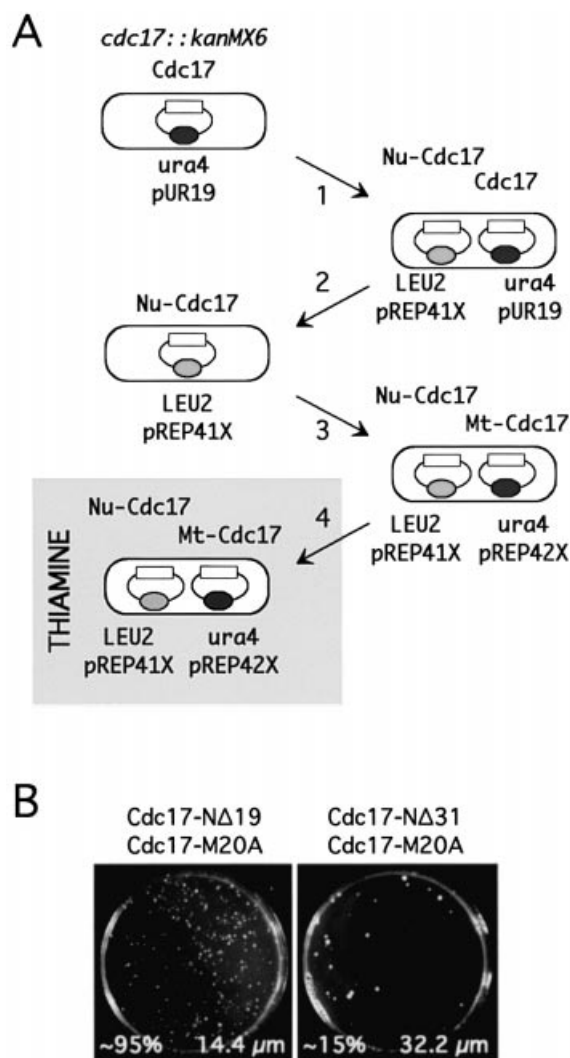 A
cdc17::kanMX6
Cdc17
ura4
pUR19
1
Nu-Cdc17
Cdc17
LEU2
pREP41X
ura4
pUR19
2
Nu-Cdc17
LEU2
pREP41X
3
Nu-Cdc17
Mt-Cdc17
LEU2
pREP41X
ura4
pREP42X
4
THIAMINE
Nu-Cdc17
Mt-Cdc17
LEU2
pREP41X
ura4
pREP42X
B
Cdc17-NΔ19
Cdc17-M20A
~95%
14.4 µm
Cdc17-NΔ31
Cdc17-M20A
~15%
32.2 µm